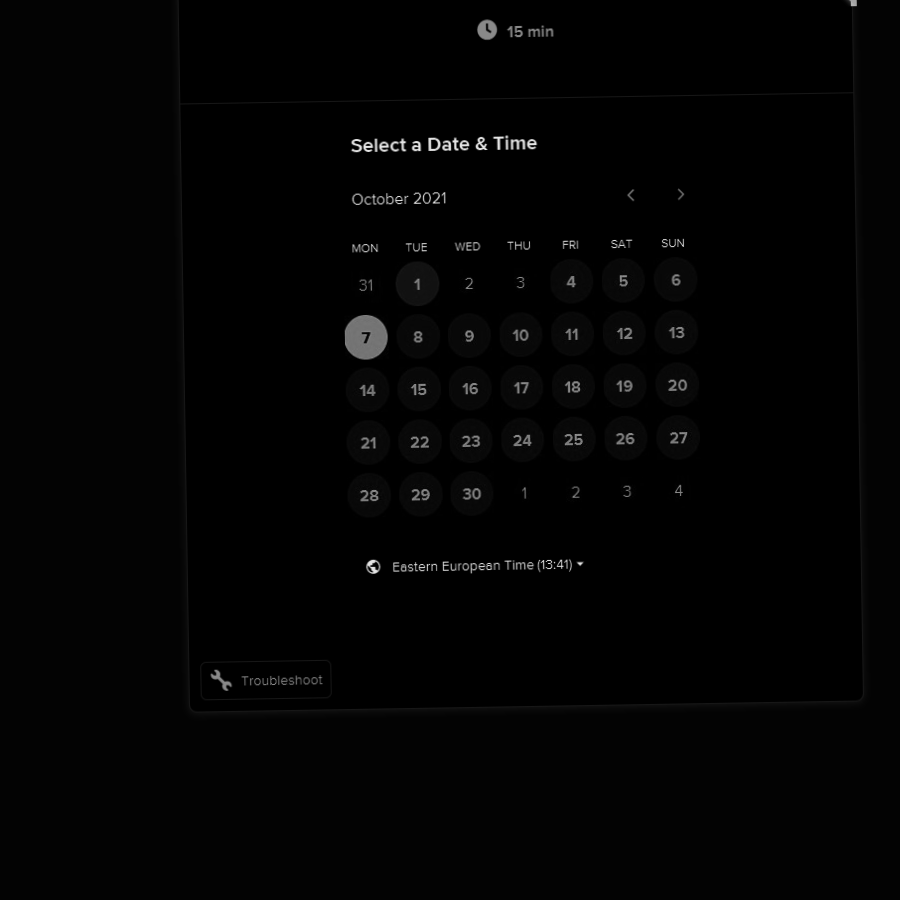 15 min
Select a Date & Time
October 2021
MON TUE WED THU FRI SAT SUN
31 1 2 3 4 5 6
7 8 9 10 11 12 13
14 15 16 17 18 19 20
21 22 23 24 25 26 27
28 29 30 1 2 3 4
Eastern European Time (13:41)
Troubleshoot